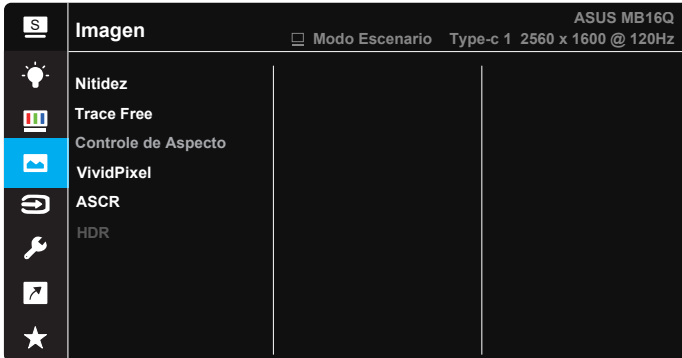 S
Imagen
ASUS MB16Q
Modo Escenario Type-c 1 2560 x 1600 @ 120Hz
Nitidez
Trace Free
Controle de Aspecto
VividPixel
ASCR
HDR